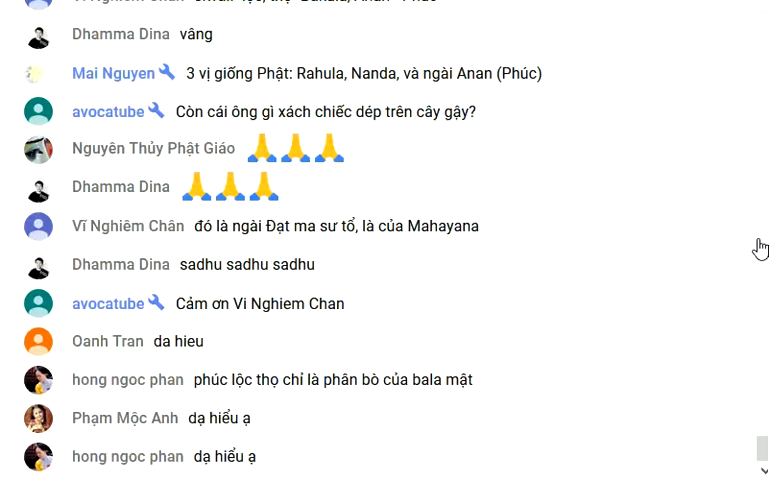 Dhamma Dina vâng
Mai Nguyen 3 vị giống Phật: Rahula, Nanda, và ngài Anan (Phúc)
avocatube Còn cái ông gì xách chiếc dép trên cây gậy?
Nguyên Thủy Phật Giáo 🙏🙏🙏
Dhamma Dina 🙏🙏🙏
Vĩ Nghiêm Chân đó là ngài Đạt ma sư tổ, là của Mahayana
Dhamma Dina sadhu sadhu sadhu
avocatube Cảm ơn Vi Nghiem Chan
Oanh Tran da hieu
hong ngoc phan phúc lộc thọ chỉ là phân bò của bala mật
Phạm Mộc Anh dạ hiểu ạ
hong ngoc phan dạ hiểu ạ